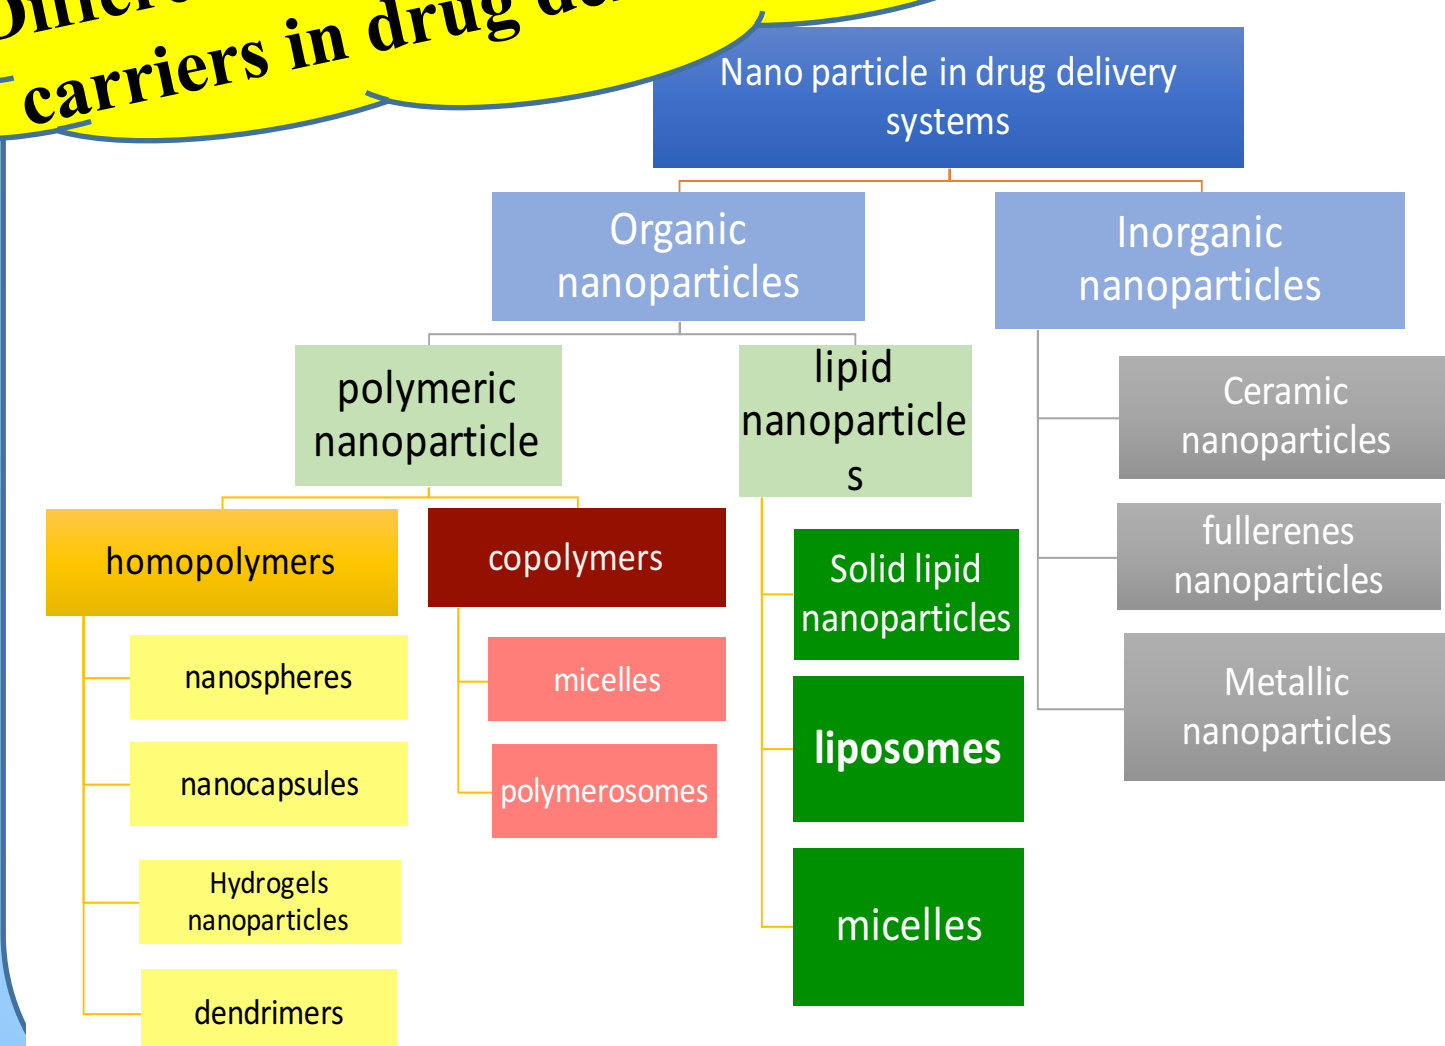 carriers in drug
Nano particle in drug delivery
systems
Organic
nanoparticles
Inorganic
nanoparticles
polymeric
nanoparticle
lipid
nanoparticle
s
Ceramic
nanoparticles
fullerenes
nanoparticles
Metallic
nanoparticles
homopolymers
copolymers
Solid lipid
nanoparticles
nanospheres
micelles
liposomes
nanocapsules
polymerosomes
Hydrogels
nanoparticles
micelles
dendrimers